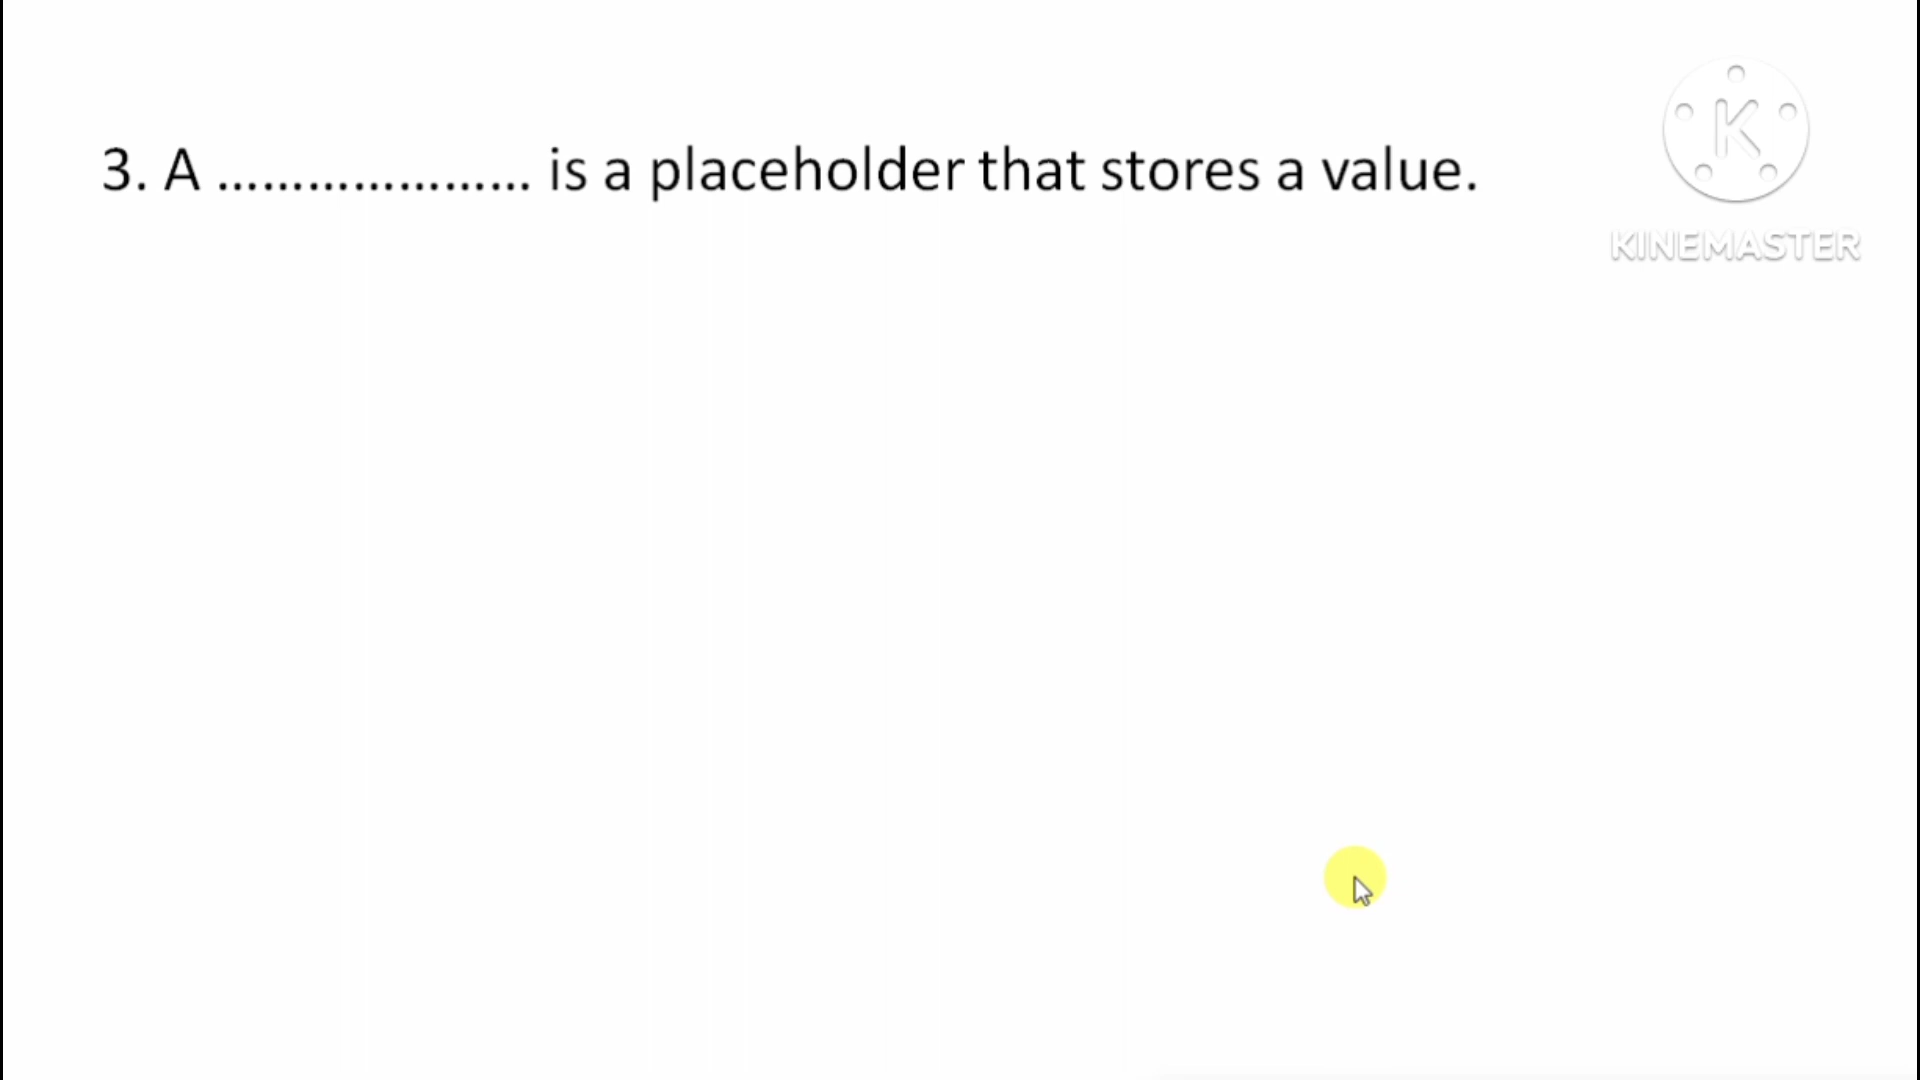 3. A ..................... is a placeholder that stores a value.
K
KINEMASTER